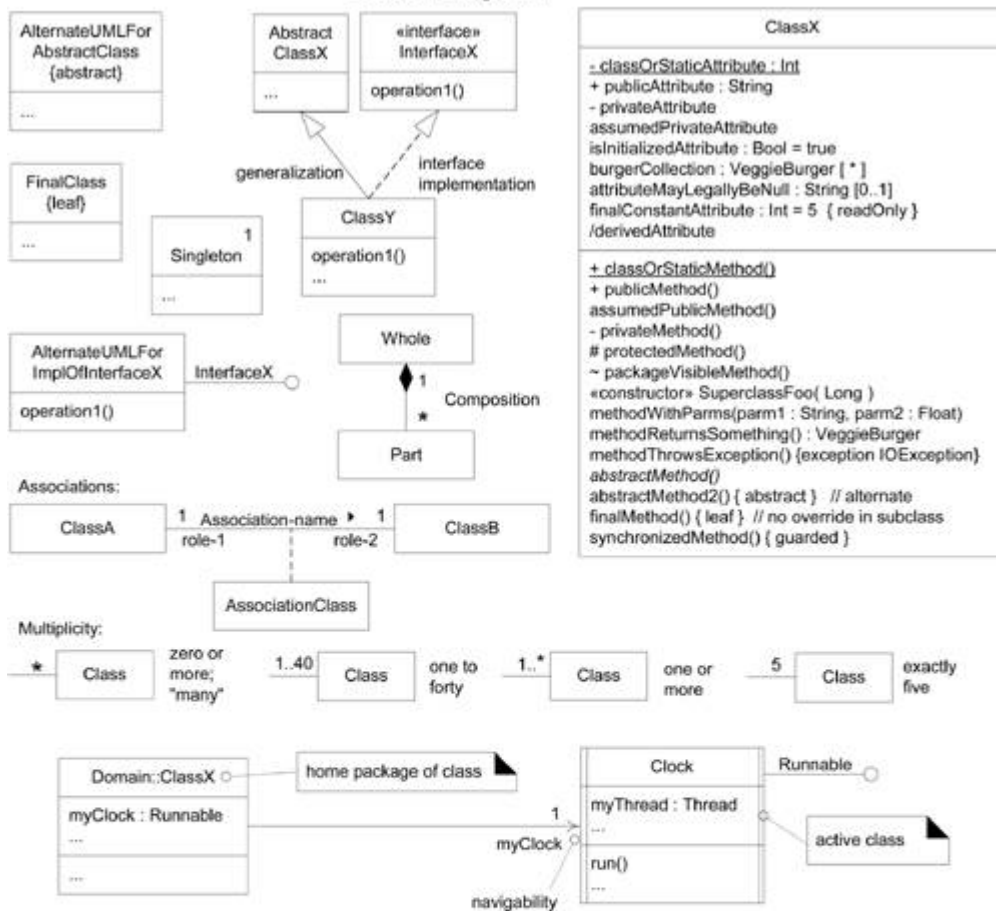 AlternateUMLFor
AbstractClass
{abstract}
...
Abstract
ClassX
...
«interface»
InterfaceX
operation1()
generalization
interface
implementation
FinalClass
{leaf}
...
1
Singleton
...
ClassY
operation1()
...
AlternateUMLFor
ImplOfInterfaceX
operation1()
InterfaceX
Whole
1
Composition
*
Part
ClassX
- classOrStaticAttribute : Int
+ publicAttribute : String
- privateAttribute
assumedPrivateAttribute
isInitializedAttribute : Bool = true
burgerCollection : VeggieBurger [ * ]
attributeMayLegallyBeNull : String [0..1]
finalConstantAttribute : Int = 5 { readOnly }
/derivedAttribute
+ classOrStaticMethod()
+ publicMethod()
assumedPublicMethod()
- privateMethod()
# protectedMethod()
~ packageVisibleMethod()
«constructor» SuperclassFoo( Long )
methodWithParms(parm1 : String, parm2 : Float)
methodReturnsSomething() : VeggieBurger
methodThrowsException() {exception IOException}
abstractMethod()
abstractMethod2() { abstract } // alternate
finalMethod() { leaf } // no override in subclass
synchronizedMethod() { guarded }
Associations:
ClassA
1 Association-name 1
role-1 role-2
ClassB
AssociationClass
Multiplicity:
*
Class
zero or
more;
"many"
1..40
Class
one to
forty
1..*
Class
one or
more
5
Class
exactly
five
Domain::ClassX
myClock : Runnable
...
...
home package of class
1
myClock
navigability
Clock
myThread : Thread
...
run()
...
Runnable
active class